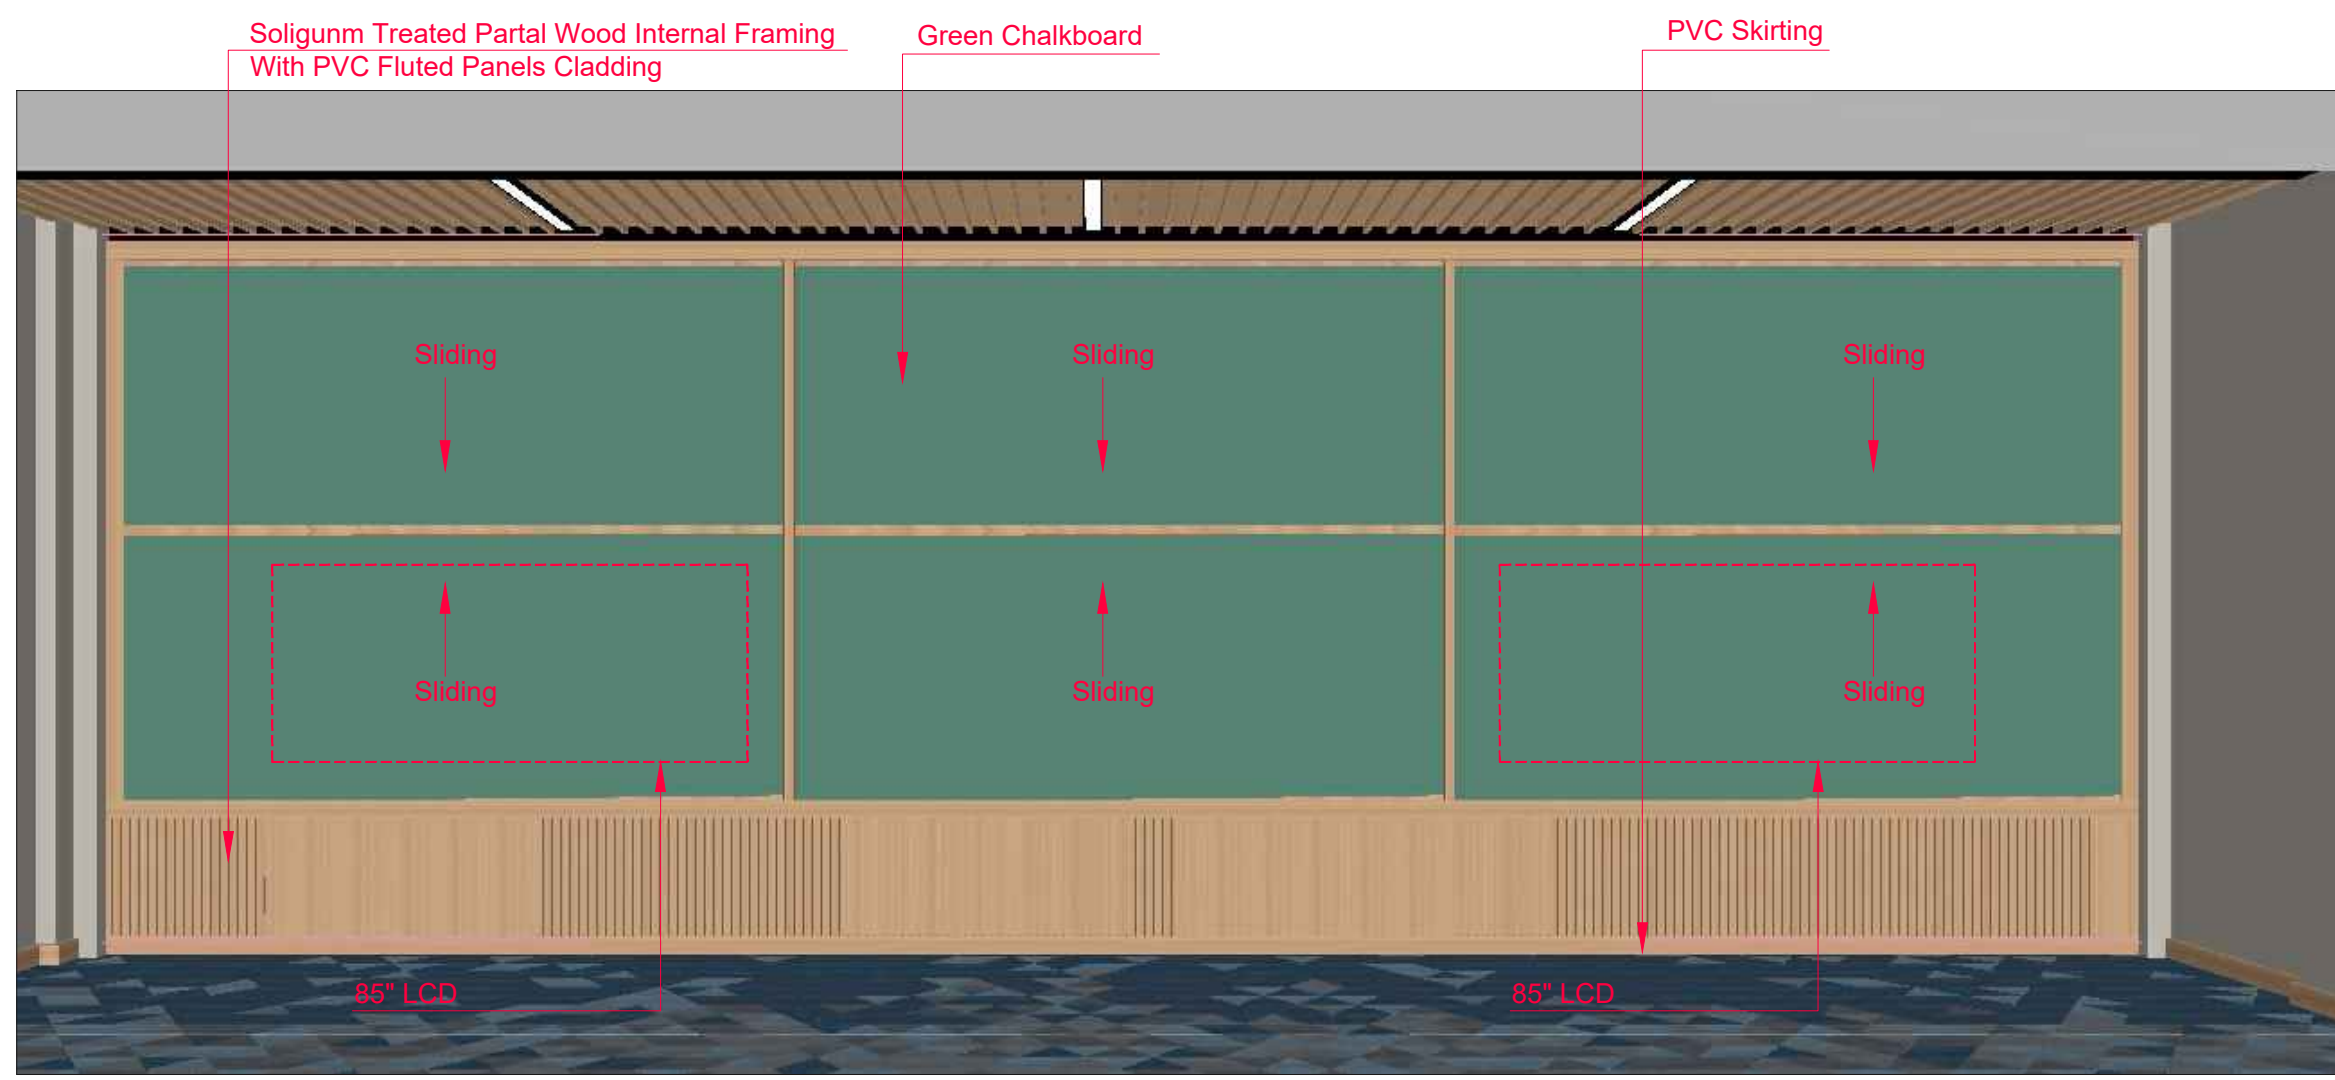 Soligunm Treated Partal Wood Internal Framing
With PVC Fluted Panels Cladding
Green Chalkboard
PVC Skirting
Sliding
Sliding
Sliding
Sliding
Sliding
Sliding
85" LCD
85" LCD